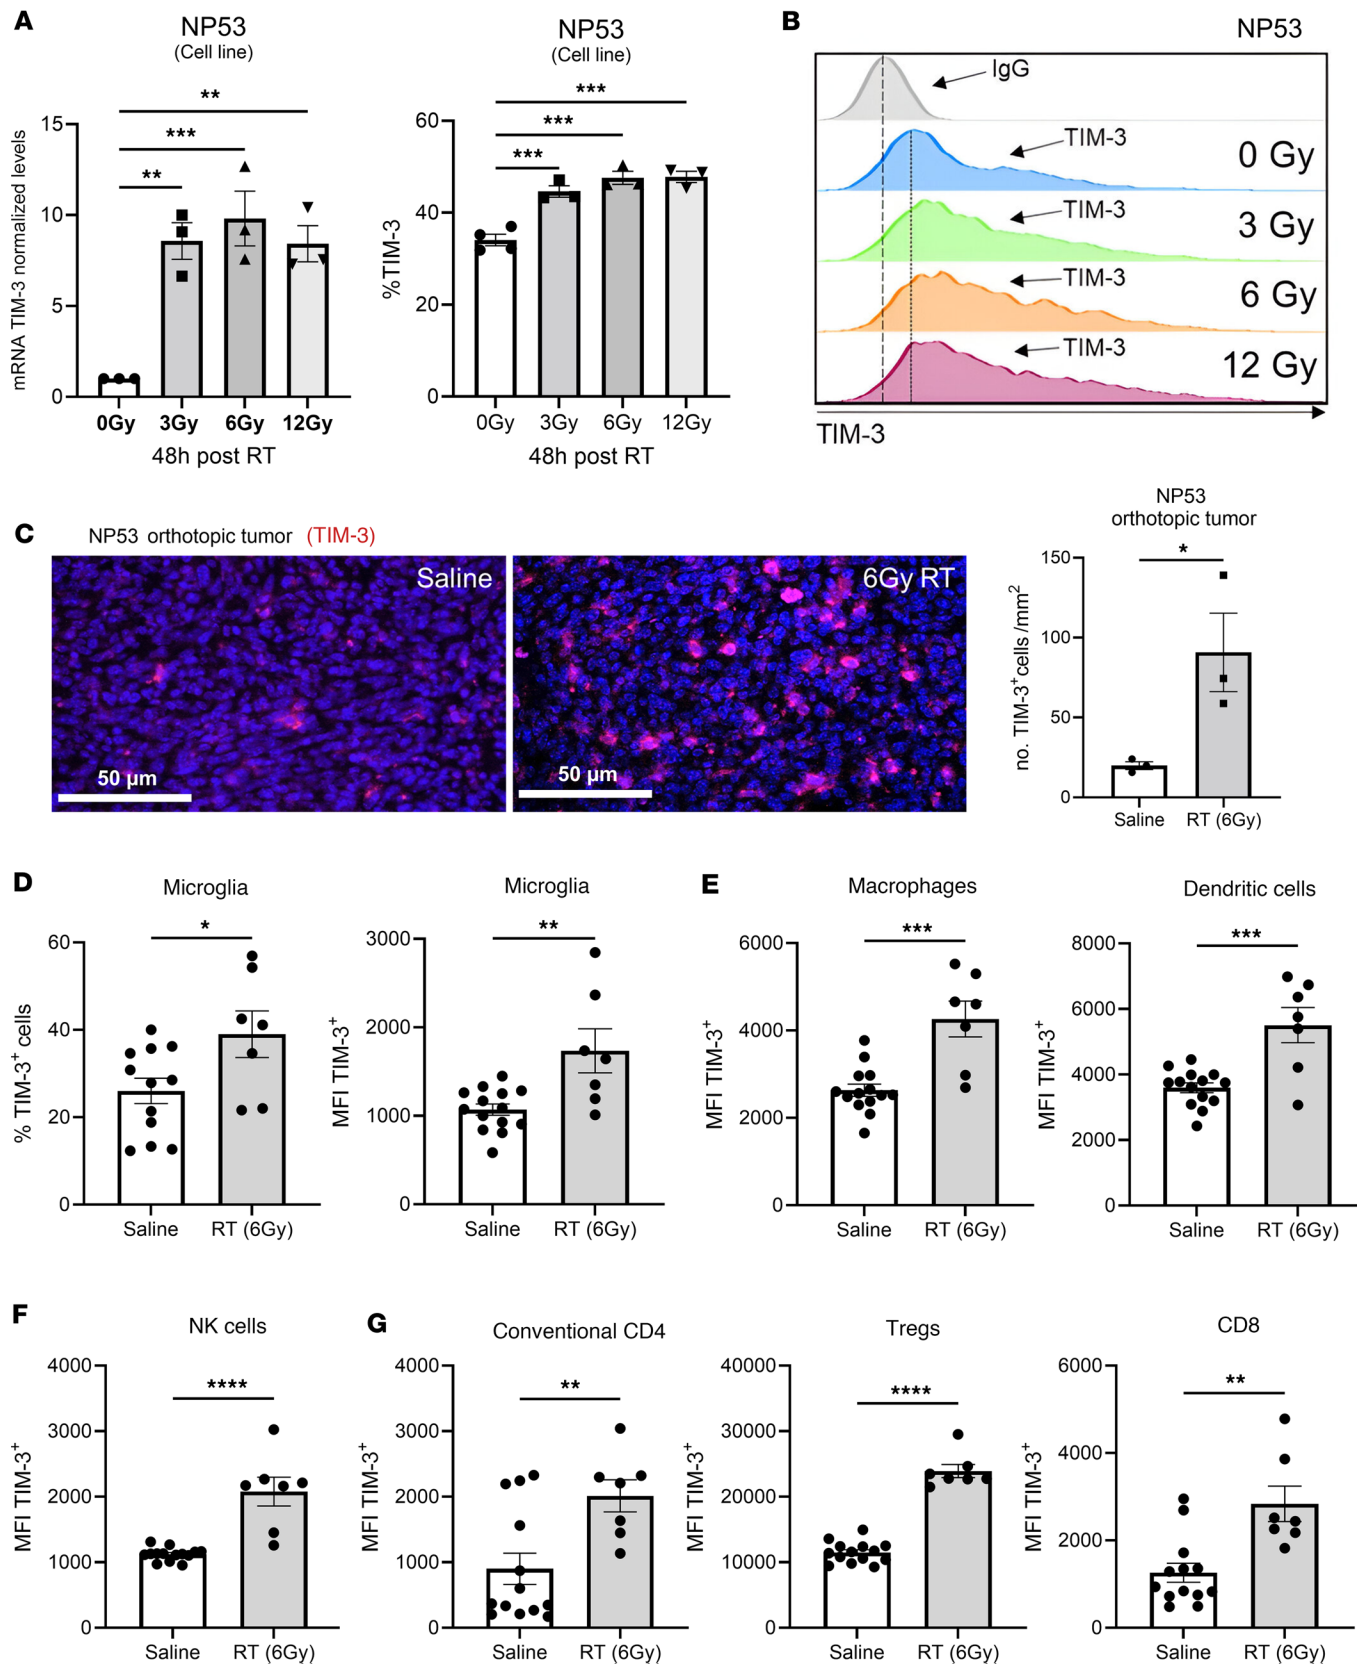 A
NP53
(Cell line)
**
***
**
mRNA TIM-3 normalized levels
15
10
5
0
0Gy 3Gy 6Gy 12Gy
48h post RT
NP53
(Cell line)
***
***
***
%TIM-3
60
40
20
0
0Gy 3Gy 6Gy 12Gy
48h post RT
B
NP53
IgG
TIM-3
0 Gy
TIM-3
3 Gy
TIM-3
6 Gy
TIM-3
12 Gy
TIM-3
C
NP53 orthotopic tumor (TIM-3)
Saline
50 µm
6Gy RT
50 µm
NP53
orthotopic tumor
*
no. TIM-3+cells /mm2
150
100
50
0
Saline RT (6Gy)
D
Microglia
*
% TIM-3+ cells
60
40
20
0
Saline RT (6Gy)
Microglia
**
MFI TIM-3+
3000
2000
1000
0
Saline RT (6Gy)
E
Macrophages
***
MFI TIM-3+
6000
4000
2000
0
Saline RT (6Gy)
Dendritic cells
***
MFI TIM-3+
8000
6000
4000
2000
0
Saline RT (6Gy)
F
NK cells
****
MFI TIM-3+
4000
3000
2000
1000
0
Saline RT (6Gy)
G
Conventional CD4
**
MFI TIM-3+
4000
3000
2000
1000
0
Saline RT (6Gy)
Tregs
****
MFI TIM-3+
40000
30000
20000
10000
0
Saline RT (6Gy)
CD8
**
MFI TIM-3+
6000
4000
2000
0
Saline RT (6Gy)